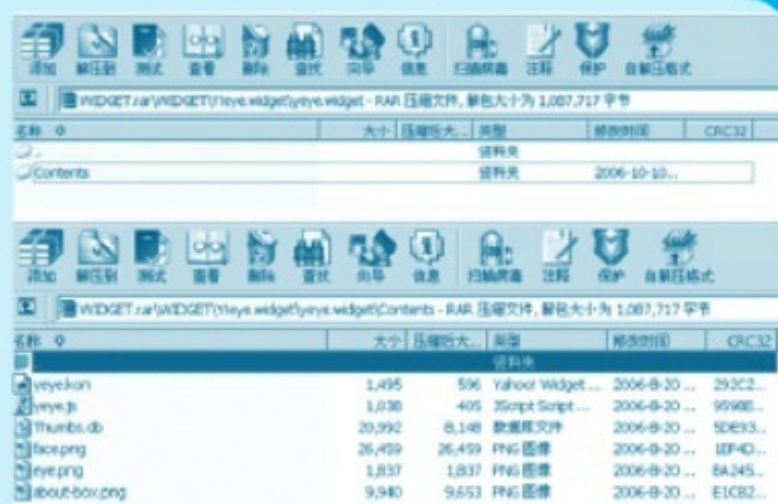 添加 解压到 测试 查看 删除 查找 向导 信息 扫描病毒 注释 保护 自解压格式
WIDGET.rar\WIDGET\Yeye.widget\yeye.widget - RAR 压缩文件, 解包大小为 1,087,717 字节
名称 大小 压缩后大... 类型 修改时间 CRC32
.. 资料夹
Contents 资料夹 2006-10-10...
添加 解压到 测试 查看 删除 查找 向导 信息 扫描病毒 注释 保护 自解压格式
WIDGET.rar\WIDGET\Yeye.widget\yeye.widget\Contents - RAR 压缩文件, 解包大小为 1,087,717 字节
名称 大小 压缩后大... 类型 修改时间 CRC32
资料夹
yeye.kon 1,495 596 Yahoo! Widget ... 2006-8-20 ... 292C2...
yeye.js 1,038 405 JScript Script ... 2006-8-20 ...
Thumbs.db 20,992 8,148 数据库文件 2006-8-20 ... 5DE93...
face.png 26,459 26,459 PNG 图像 2006-8-20 ... 1DF4D...
eye.png 1,837 1,837 PNG 图像 2006-8-20 ... BA245...
about-box.png 9,940 9,653 PNG 图像 2006-8-20 ... E1C82...